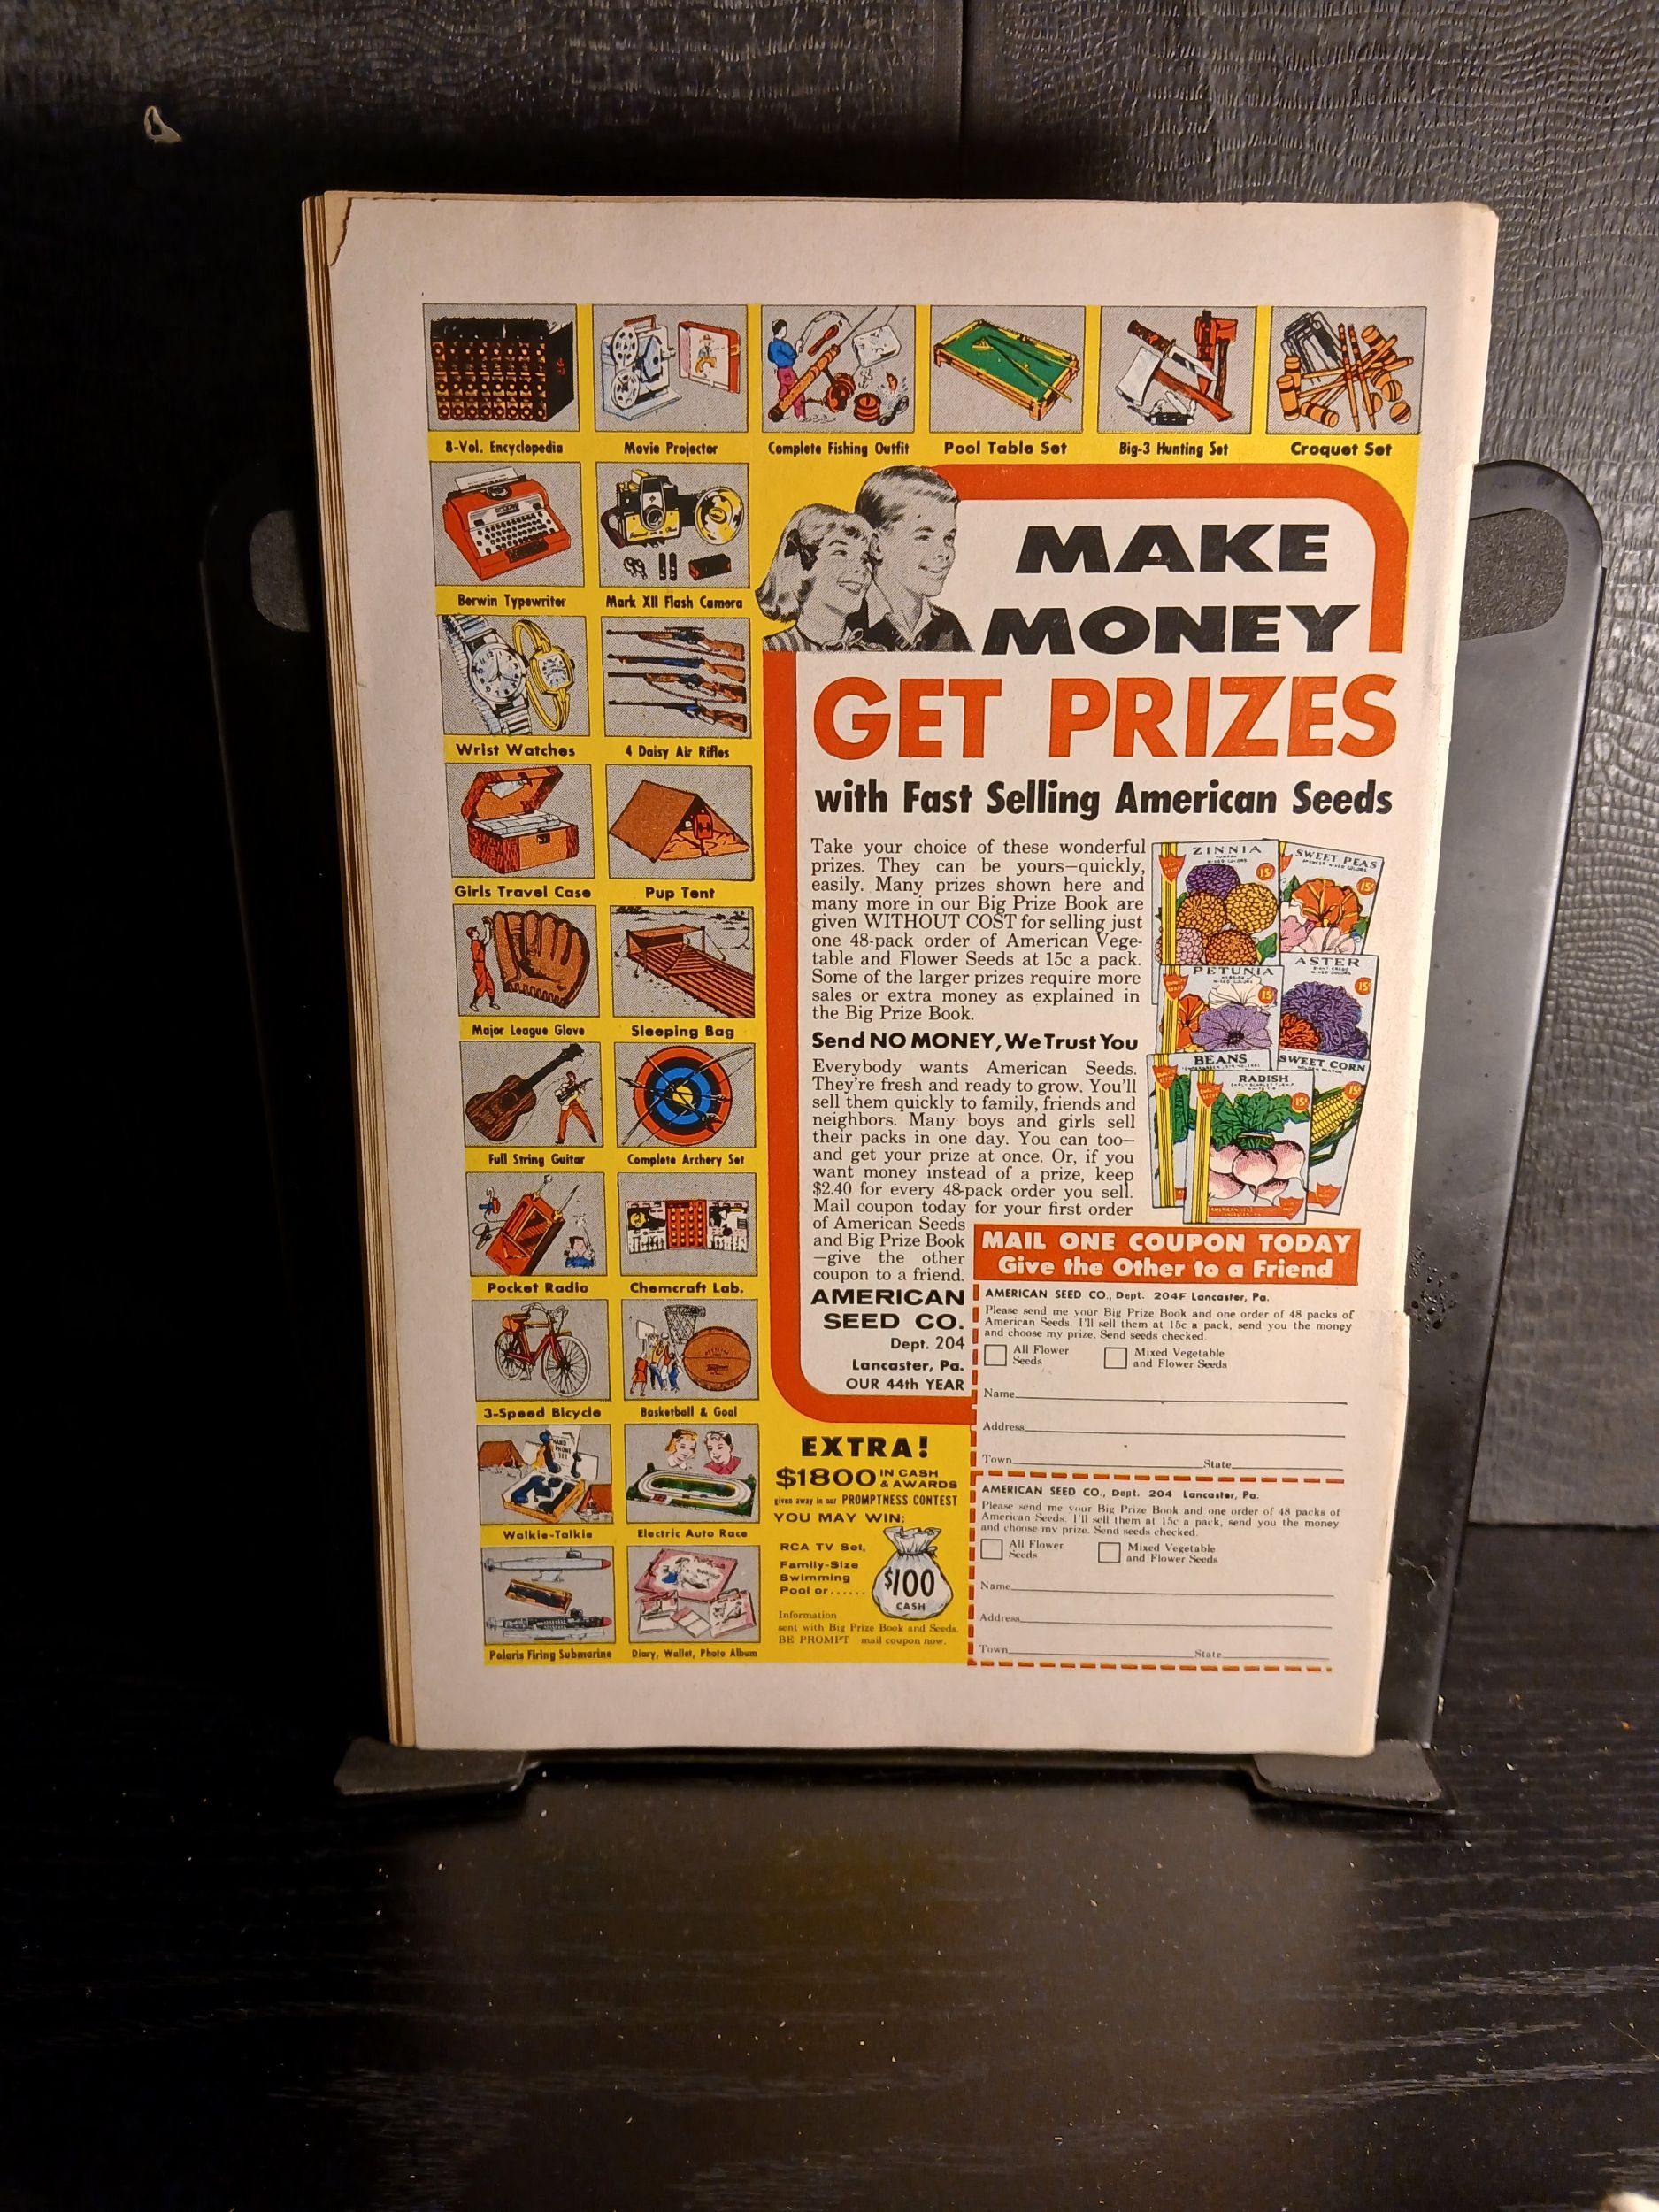 8-Vol. Encyclopedia
Movie Projector
Complete Fishing Outfit
Pool Table Set
Big-3 Hunting Set
Croquet Set
Berwin Typewriter
Mark XII Flash Camera
Wrist Watches
4 Daisy Air Rifles
Girls Travel Case
Pup Tent
Major League Glove
Sleeping Bag
Full String Guitar
Complete Archery Set
Pocket Radio
Chemcraft Lab.
3-Speed Bicycle
Basketball & Goal
Walkie-Talkie
Electric Auto Race
Polaris Firing Submarine
Diary, Wallet, Photo Album
MAKE
MONEY
GET PRIZES
with Fast Selling American Seeds
Take your choice of these wonderful
prizes. They can be yours—quickly,
easily. Many prizes shown here and
many more in our Big Prize Book are
given WITHOUT COST for selling just
one 48-pack order of American Vege-
table and Flower Seeds at 15c a pack.
Some of the larger prizes require more
sales or extra money as explained in
the Big Prize Book.
Send NO MONEY, We Trust You
Everybody wants American Seeds.
They're fresh and ready to grow. You'll
sell them quickly to family, friends and
neighbors. Many boys and girls sell
their packs in one day. You can too—
and get your prize at once. Or, if you
want money instead of a prize, keep
$2.40 for every 48-pack order you sell.
Mail coupon today for your first order
of American Seeds
and Big Prize Book
—give the other
coupon to a friend.
AMERICAN
SEED CO.
Dept. 204
Lancaster, Pa.
OUR 44th YEAR
ZINNIA
MIXED COLORS
15¢
SWEET PEAS
MIXED COLORS
15¢
PETUNIA
MIXED COLORS
15¢
ASTER
MIXED COLORS
15¢
BEANS
SWEET CORN
15¢
RADISH
15¢
MAIL ONE COUPON TODAY
Give the Other to a Friend
AMERICAN SEED CO., Dept. 204F Lancaster, Pa.
Please send me your Big Prize Book and one order of 48 packs of
American Seeds. I'll sell them at 15c a pack, send you the money
and choose my prize. Send seeds checked.
All Flower
Seeds
Mixed Vegetable
and Flower Seeds
Name
Address
Town State
AMERICAN SEED CO., Dept. 204 Lancaster, Pa.
Please send me your Big Prize Book and one order of 48 packs of
American Seeds. I'll sell them at 15c a pack, send you the money
and choose my prize. Send seeds checked.
All Flower
Seeds
Mixed Vegetable
and Flower Seeds
Name
Address
Town State
EXTRA!
$1800 IN CASH
& AWARDS
given away in our PROMPTNESS CONTEST
YOU MAY WIN:
RCA TV Set,
Family-Size
Swimming
Pool or......
$100
CASH
Information
sent with Big Prize Book and Seeds.
BE PROMPT mail coupon now.